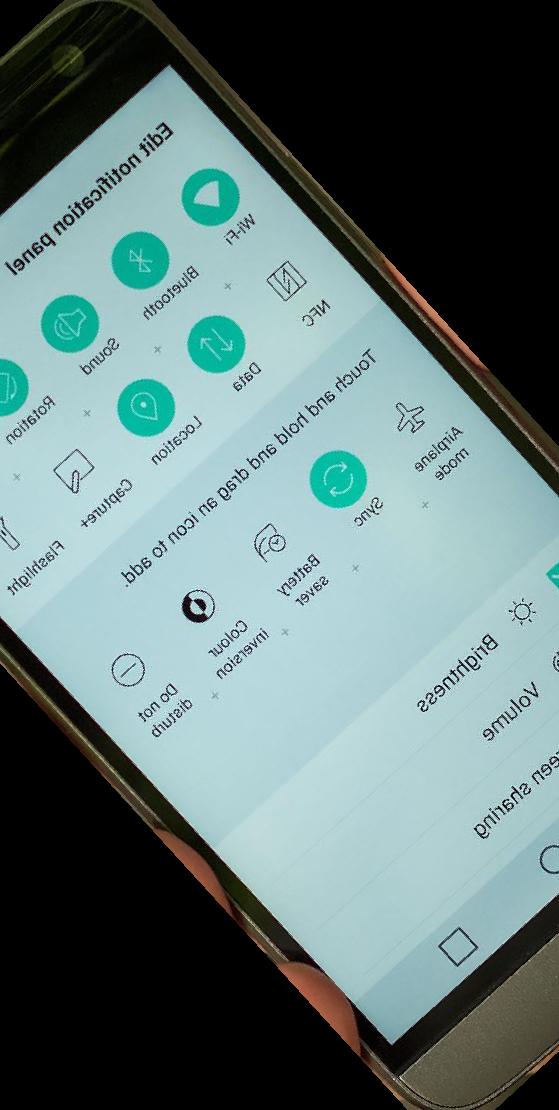 Edit notification panel
Wi-Fi
Bluetooth
Sound
Rotation
NFC
Data
Location
Capture+
Flashlight
Touch and hold and drag an icon to add.
Airplane
mode
Sync
Battery
saver
Colour
inversion
Do not
disturb
Brightness
Volume
sharing